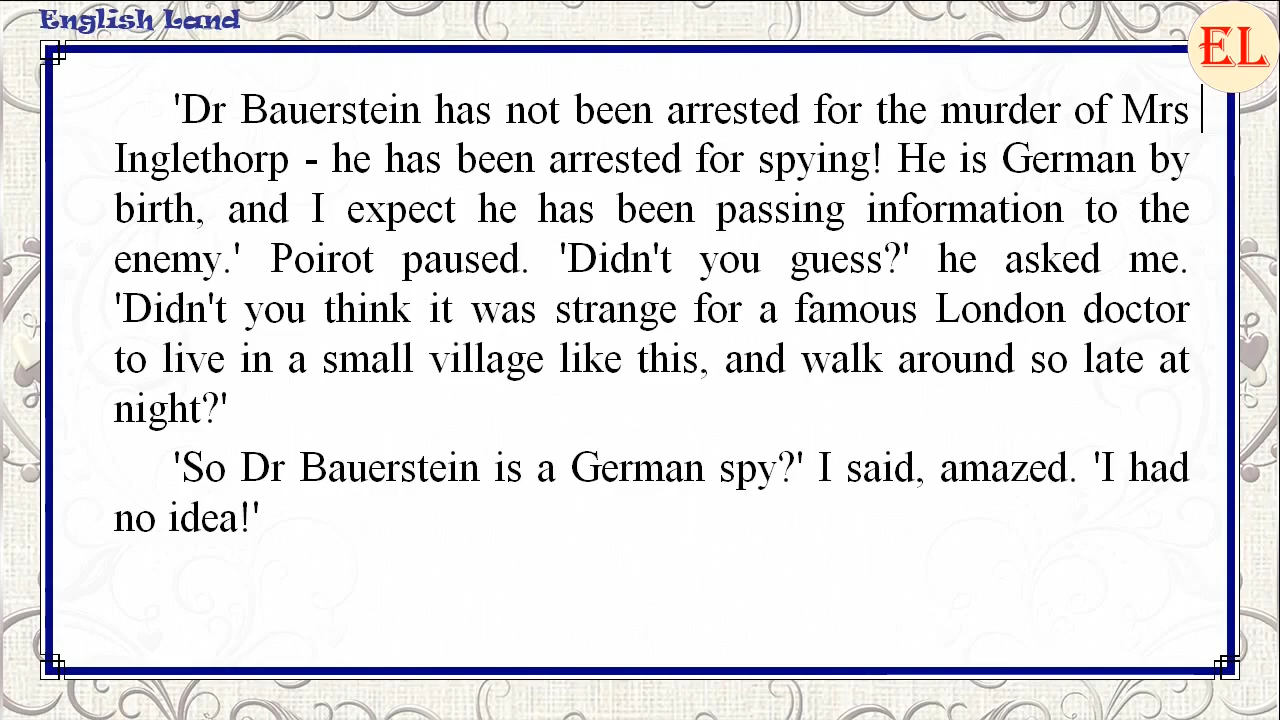 English Land
EL
'Dr Bauerstein has not been arrested for the murder of Mrs
Inglethorp - he has been arrested for spying! He is German by
birth, and I expect he has been passing information to the
enemy.' Poirot paused. 'Didn't you guess?' he asked me.
'Didn't you think it was strange for a famous London doctor
to live in a small village like this, and walk around so late at
night?'
'So Dr Bauerstein is a German spy?' I said, amazed. 'I had
no idea!'